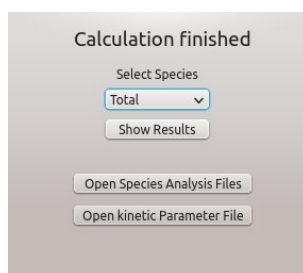 Calculation finished
Select Species
Total
Show Results
Open Species Analysis Files
Open kinetic Parameter File